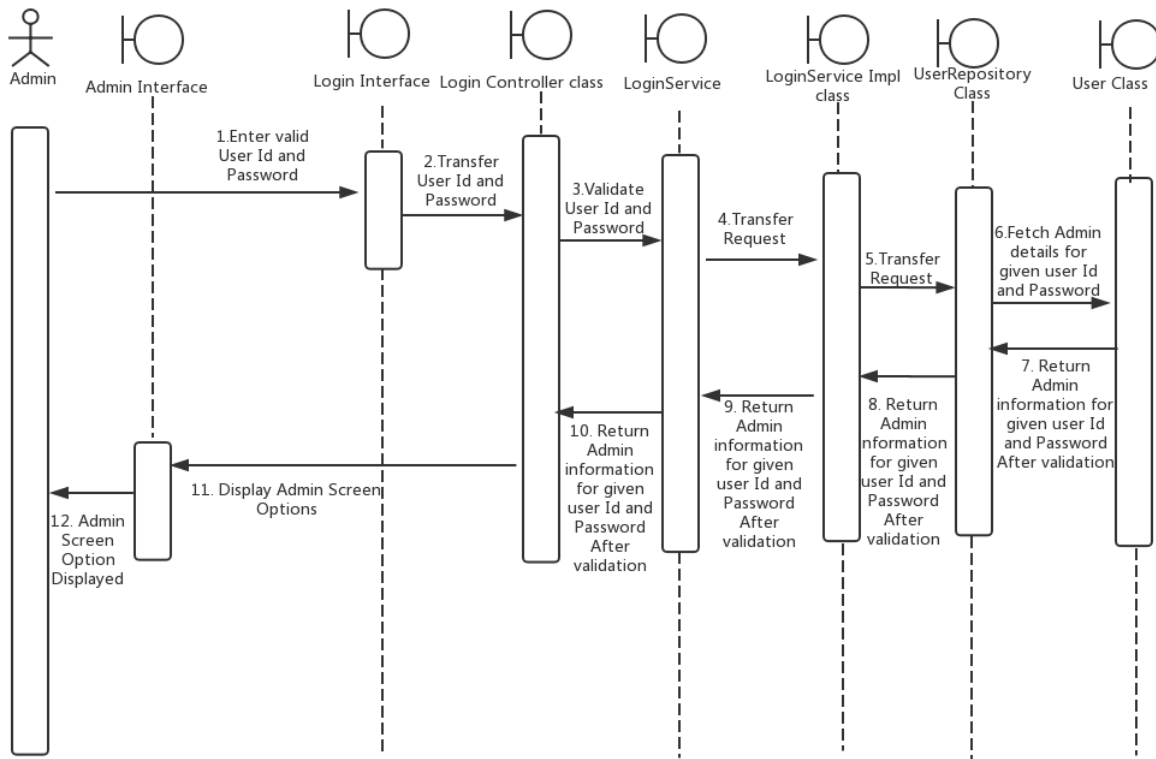 Admin
Admin Interface
Login Interface
Login Controller class
LoginService
LoginService Impl
class
UserRepository
Class
User Class
1.Enter valid
User Id and
Password
2.Transfer
User Id and
Password
3.Validate
User Id and
Password
4.Transfer
Request
5.Transfer
Request
6.Fetch Admin
details for
given user Id
and Password
7. Return
Admin
information for
given user Id
and Password
After validation
8. Return
Admin
nformation for
given
user Id and
Password
After
validation
9. Return
Admin
information
for given
user Id and
Password
After
validation
10. Return
Admin
information
for given
user Id and
Password
After
validation
11. Display Admin Screen
Options
12. Admin
Screen
Option
Displayed